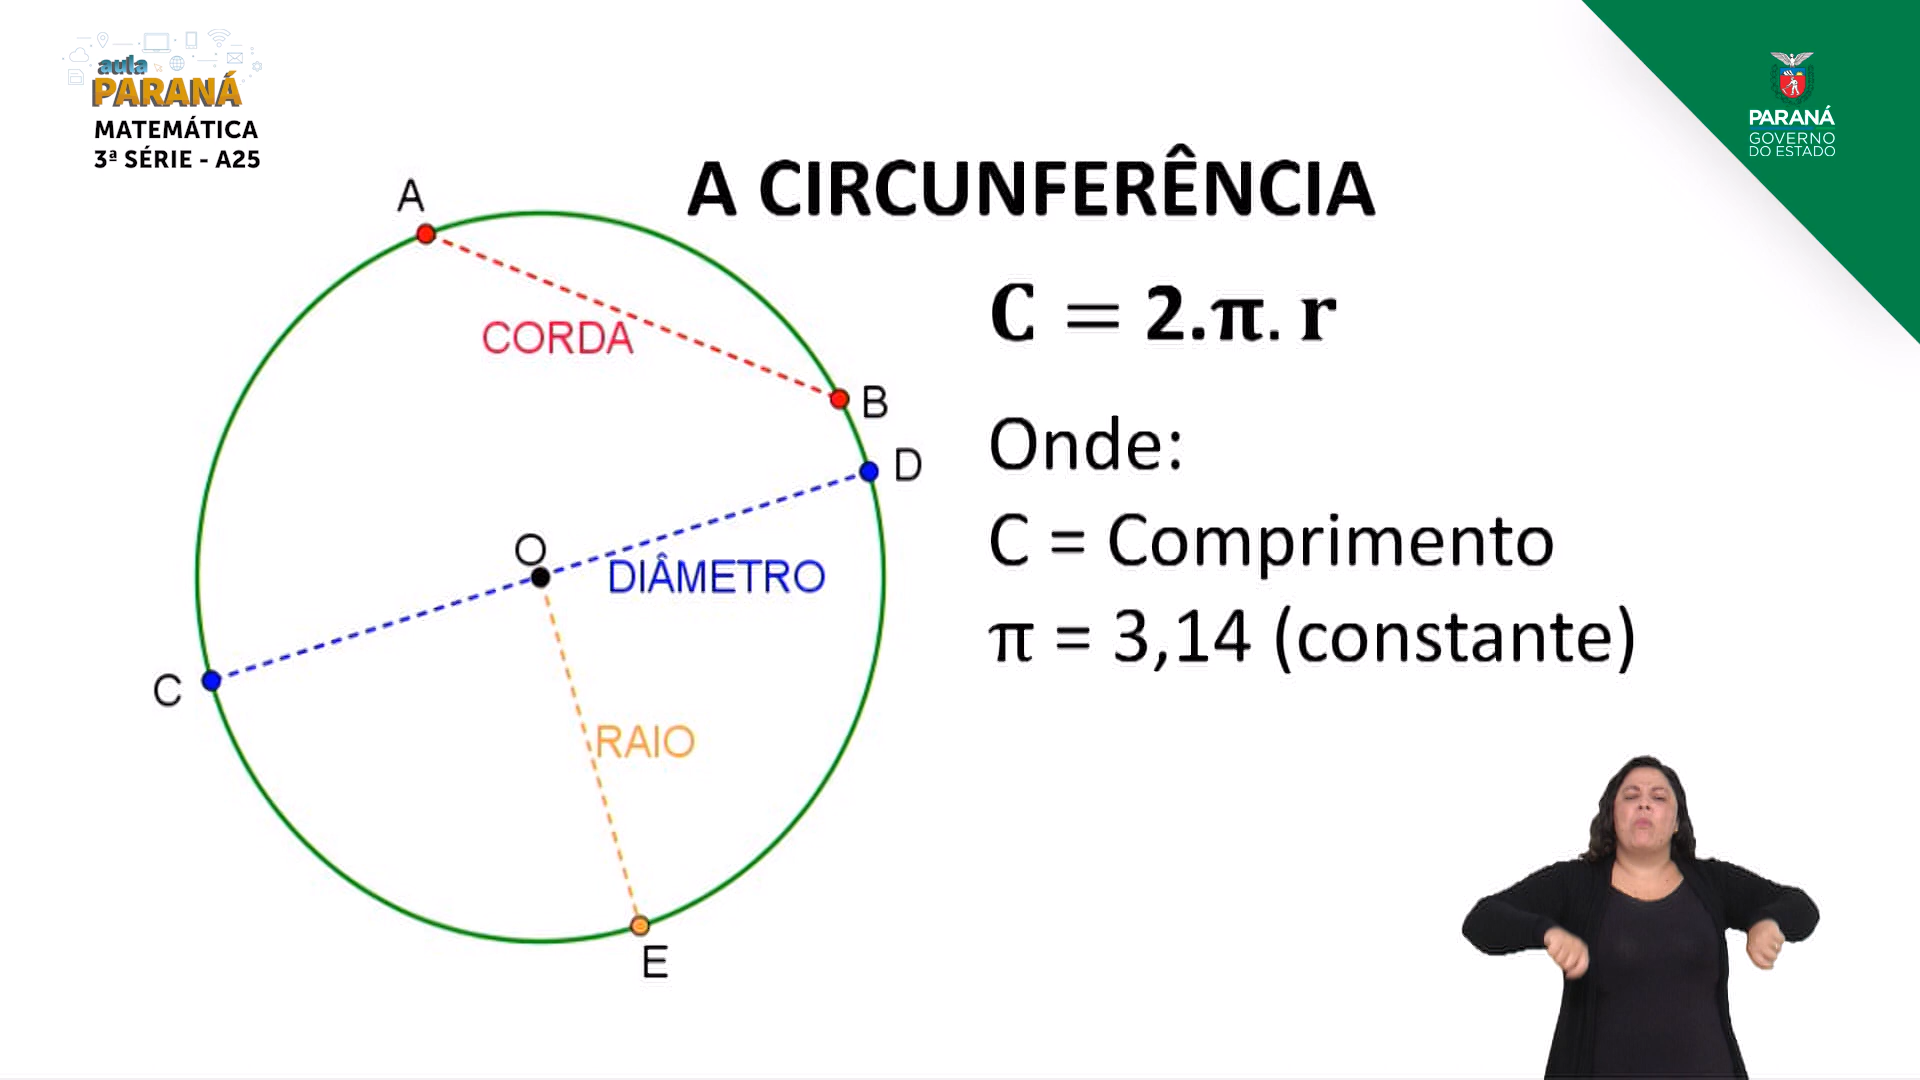 aula
PARANÁ
MATEMÁTICA
3ª SÉRIE - A25
PARANÁ
GOVERNO
DO ESTADO
A CIRCUNFERÊNCIA
A
CORDA
B
D
O
DIÂMETRO
C
RAIO
E
C = 2.π. r
Onde:
C = Comprimento
π = 3,14 (constante)